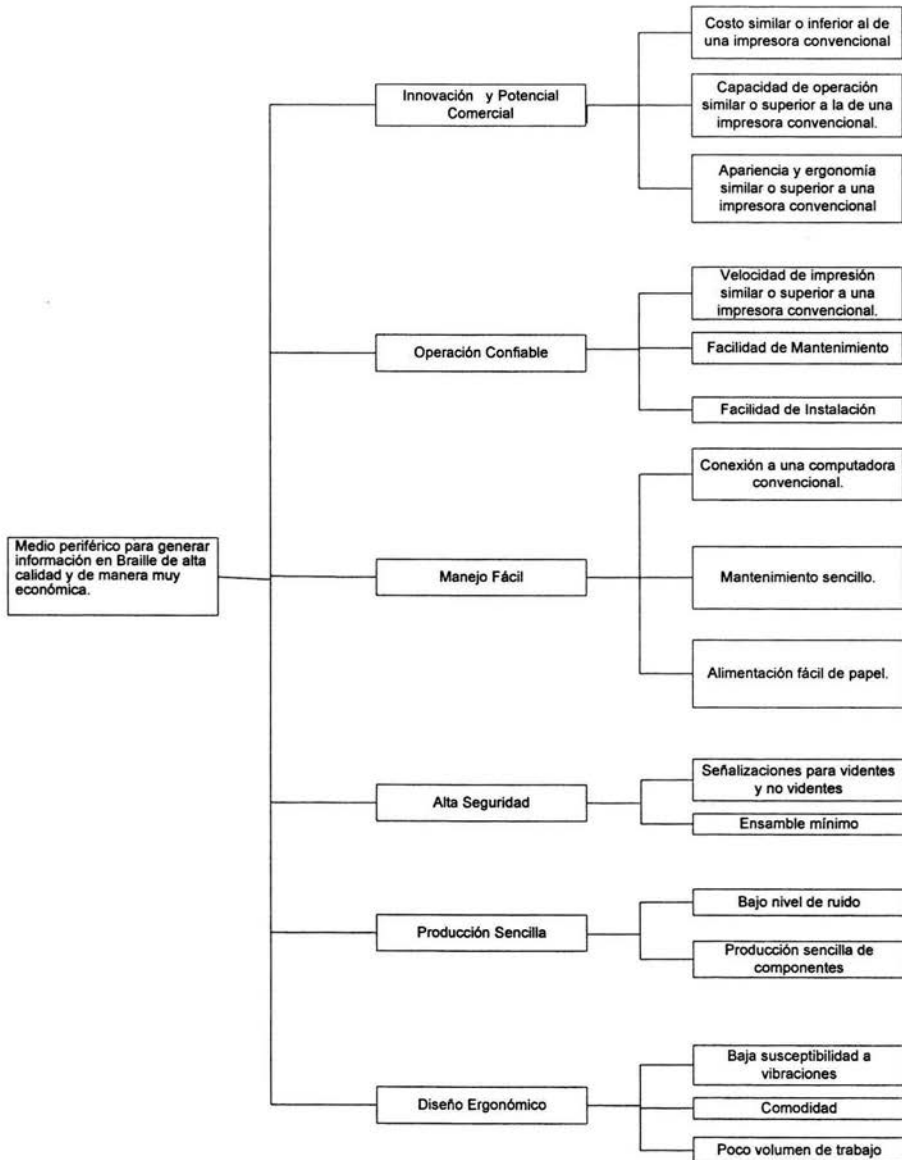 Medio periférico para generar
información en Braille de alta
calidad y de manera muy
económica.
Innovación y Potencial
Comercial
Costo similar o inferior al de
una impresora convencional
Capacidad de operación
similar o superior a la de una
impresora convencional.
Apariencia y ergonomía
similar o superior a una
impresora convencional
Operación Confiable
Velocidad de impresión
similar o superior a una
impresora convencional.
Facilidad de Mantenimiento
Facilidad de Instalación
Manejo Fácil
Conexión a una computadora
convencional.
Mantenimiento sencillo.
Alimentación fácil de papel.
Alta Seguridad
Señalizaciones para videntes
y no videntes
Ensamble mínimo
Producción Sencilla
Bajo nivel de ruido
Producción sencilla de
componentes
Diseño Ergonómico
Baja susceptibilidad a
vibraciones
Comodidad
Poco volumen de trabajo